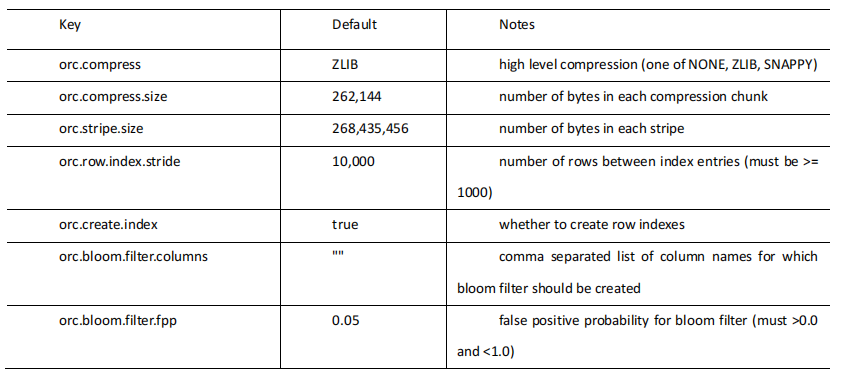 Key Default Notes
orc.compress ZLIB high level compression (one of NONE, ZLIB, SNAPPY)
orc.compress.size 262,144 number of bytes in each compression chunk
orc.stripe.size 268,435,456 number of bytes in each stripe
orc.row.index.stride 10,000 number of rows between index entries (must be >=
1000)
orc.create.index true whether to create row indexes
orc.bloom.filter.columns "" comma separated list of column names for which
bloom filter should be created
orc.bloom.filter.fpp 0.05 false positive probability for bloom filter (must >0.0
and <1.0)